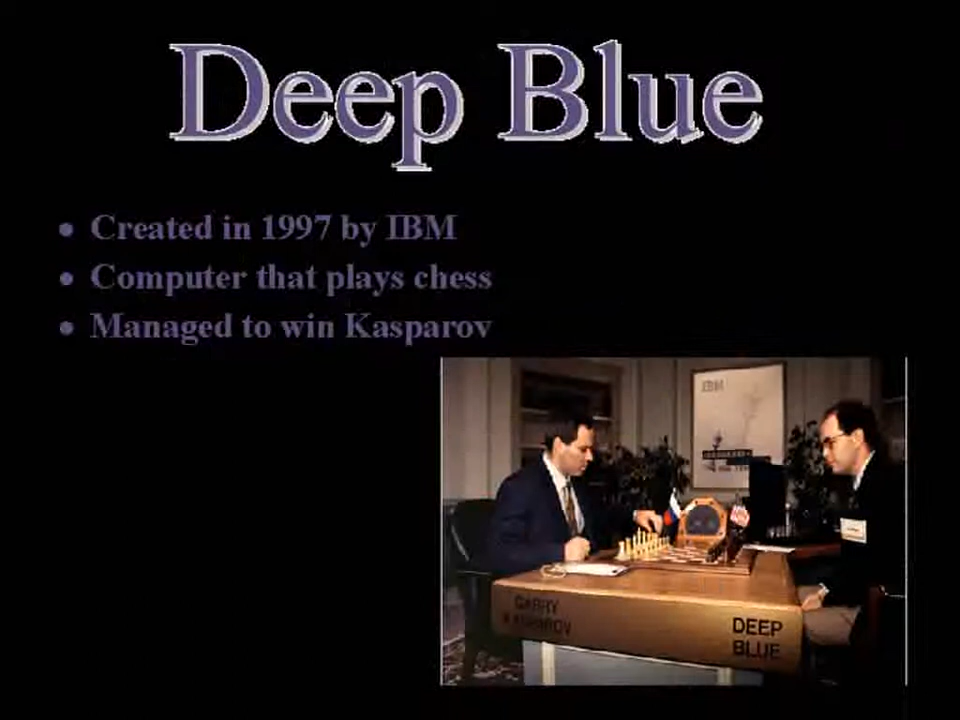 Deep Blue
• Created in 1997 by IBM
• Computer that plays chess
• Managed to win Kasparov
IBM
GARRY
KASPAROV
DEEP
BLUE